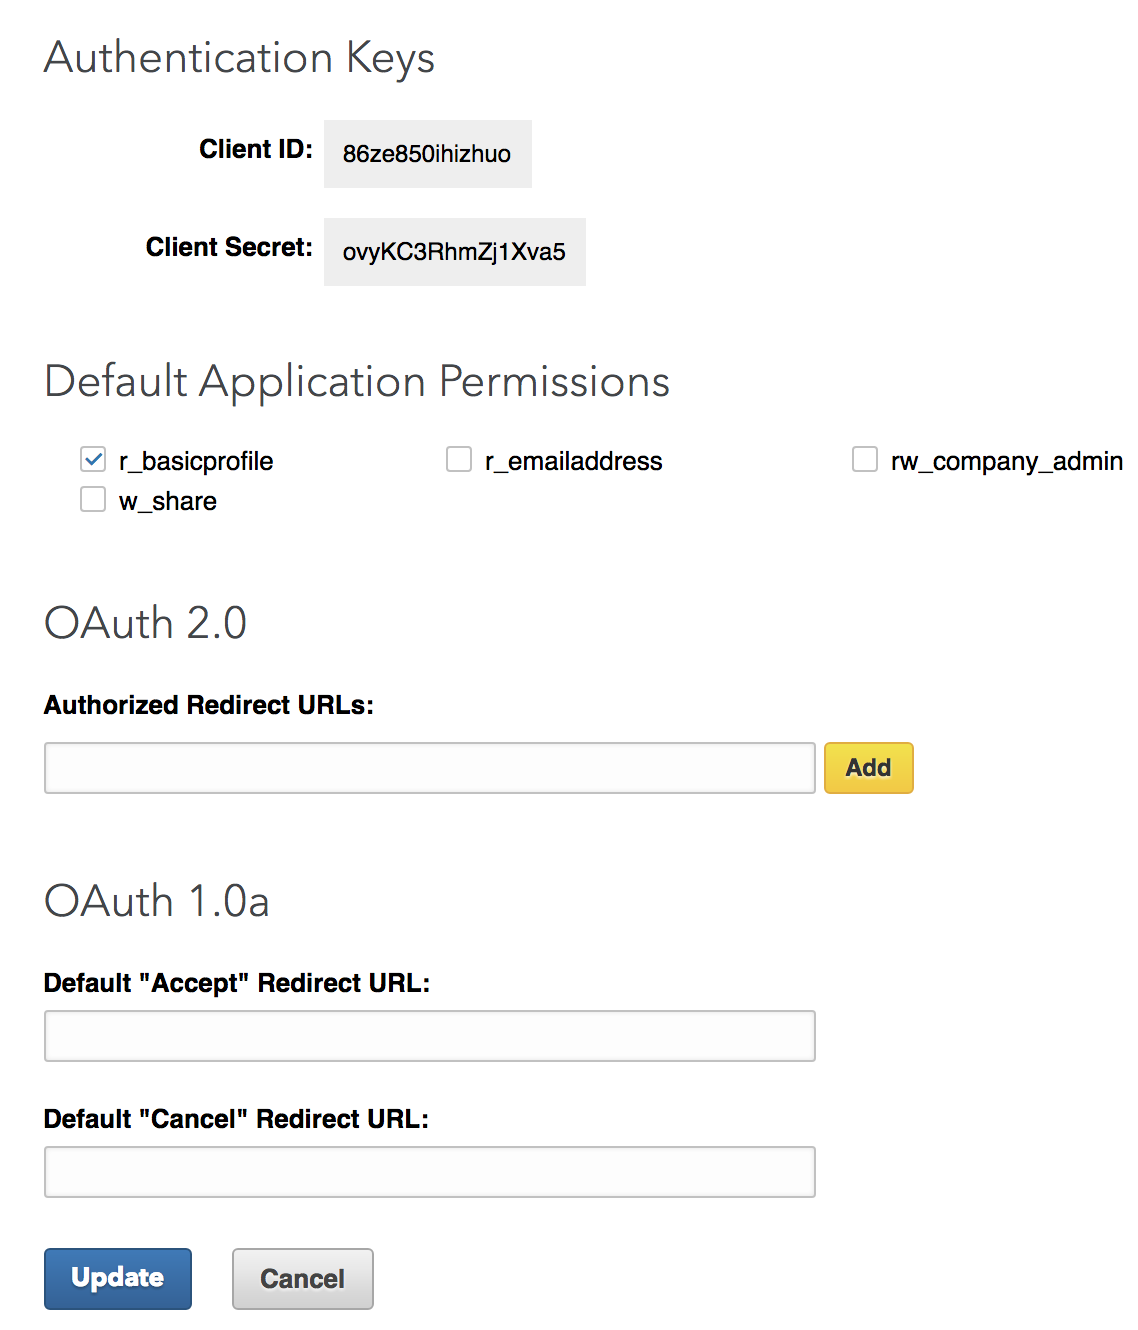 Authentication Keys
Client ID: 86ze850ihizhuo
Client Secret: ovyKC3RhmZj1Xva5
Default Application Permissions
r_basicprofile r_emailaddress rw_company_admin
w_share
OAuth 2.0
Authorized Redirect URLs:
Add
OAuth 1.0a
Default "Accept" Redirect URL:
Default "Cancel" Redirect URL:
Update Cancel